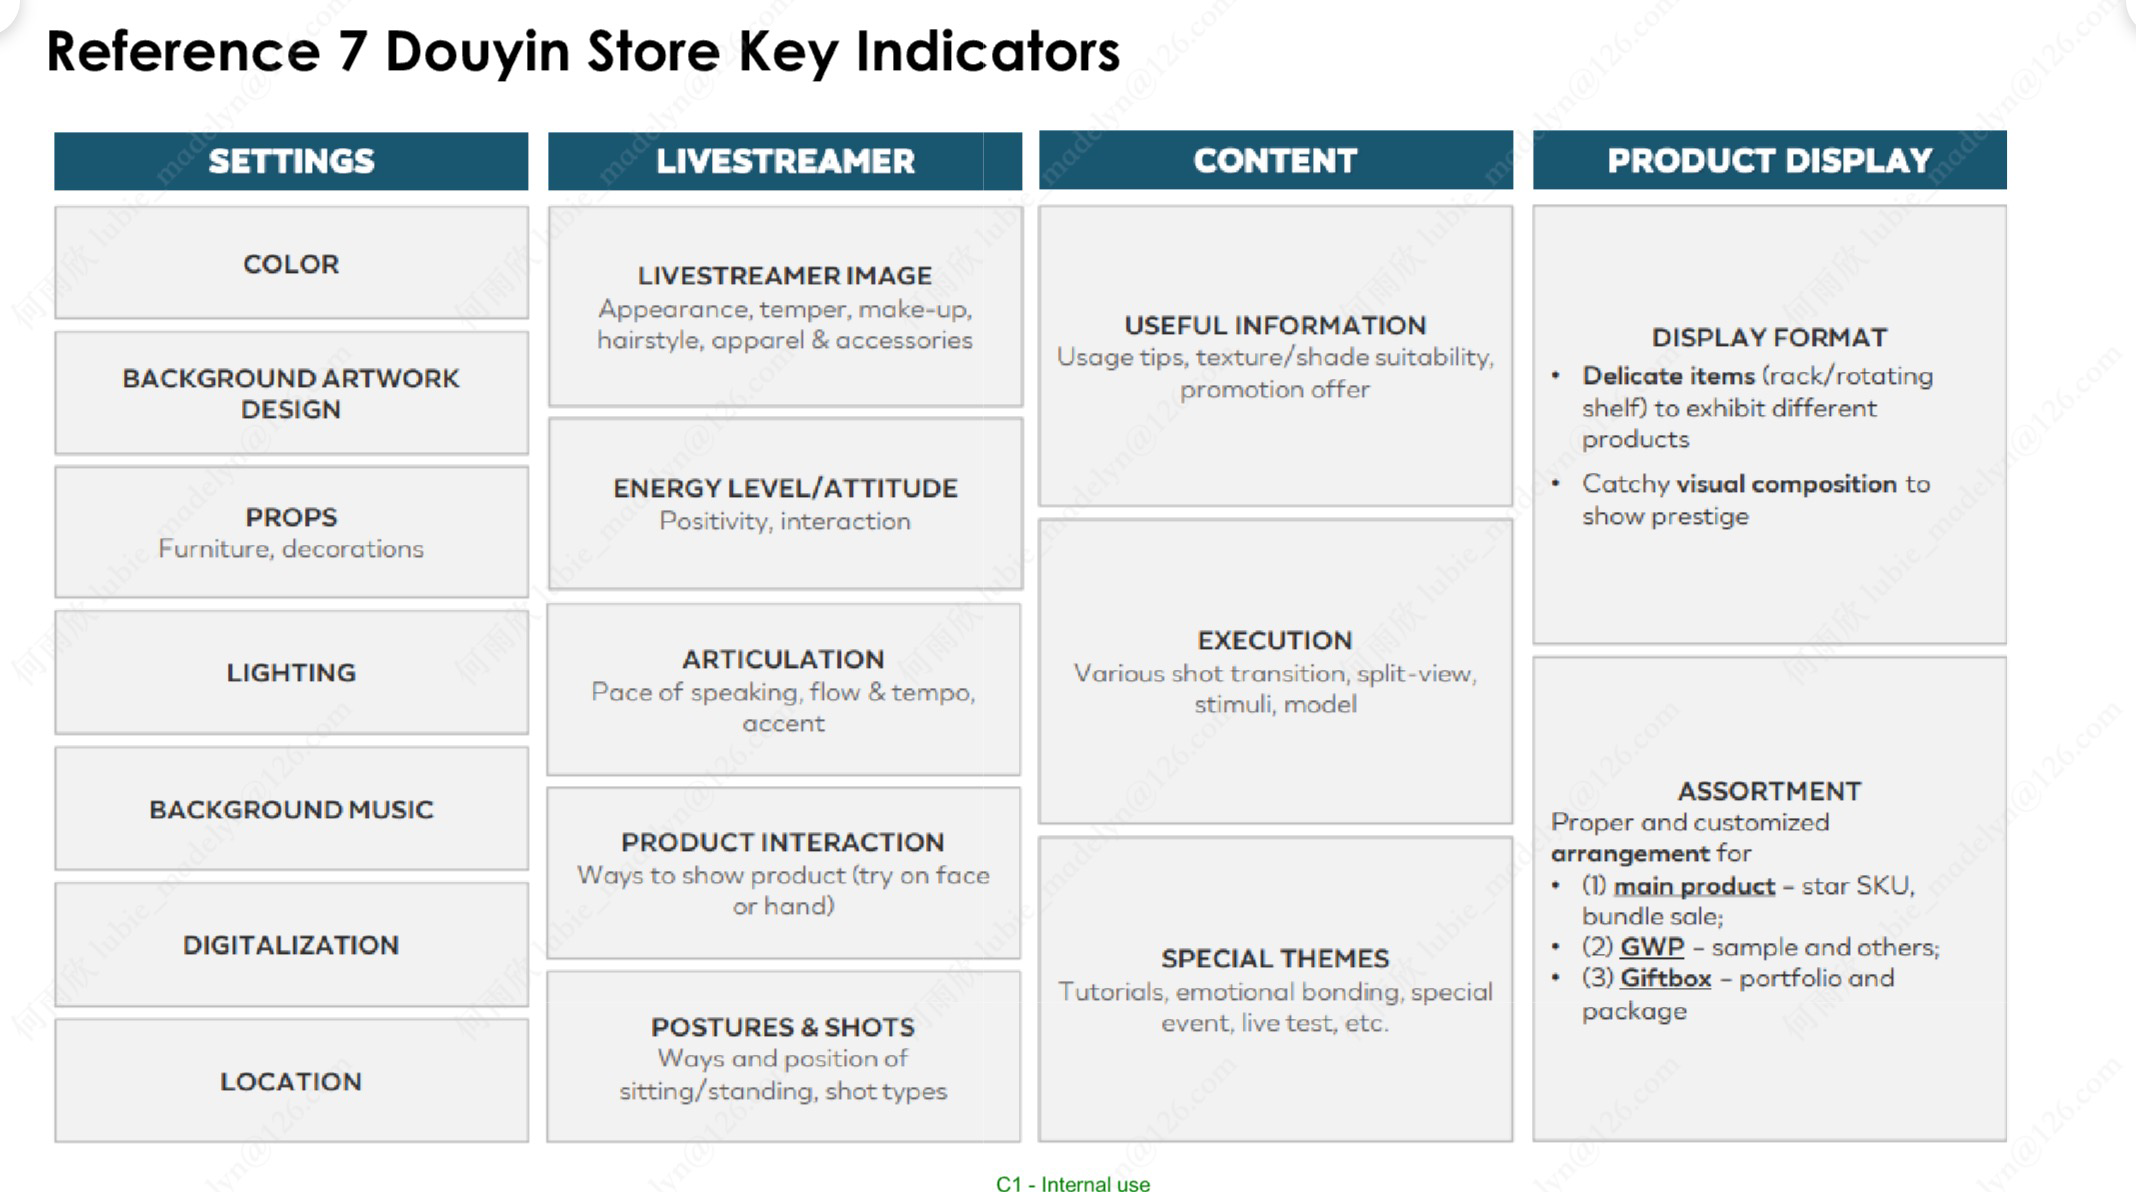 Reference 7 Douyin Store Key Indicators
SETTINGS
COLOR
BACKGROUND ARTWORK
DESIGN
PROPS
Furniture, decorations
LIGHTING
BACKGROUND MUSIC
DIGITALIZATION
LOCATION
LIVESTREAMER
LIVESTREAMER IMAGE
Appearance, temper, make-up,
hairstyle, apparel & accessories
ENERGY LEVEL/ATTITUDE
Positivity, interaction
ARTICULATION
Pace of speaking, flow & tempo,
accent
PRODUCT INTERACTION
Ways to show product (try on face
or hand)
POSTURES & SHOTS
Ways and position of
sitting/standing, shot types
CONTENT
USEFUL INFORMATION
Usage tips, texture/shade suitability,
promotion offer
EXECUTION
Various shot transition, split-view,
stimuli, model
SPECIAL THEMES
Tutorials, emotional bonding, special
event, live test, etc.
PRODUCT DISPLAY
DISPLAY FORMAT
• Delicate items (rack/rotating
shelf) to exhibit different
products
• Catchy visual composition to
show prestige
ASSORTMENT
Proper and customized
arrangement for
• (1) main product – star SKU,
bundle sale;
• (2) GWP – sample and others;
• (3) Giftbox – portfolio and
package
C1 - Internal use
何雨欣 lubie_madelyn@126.com